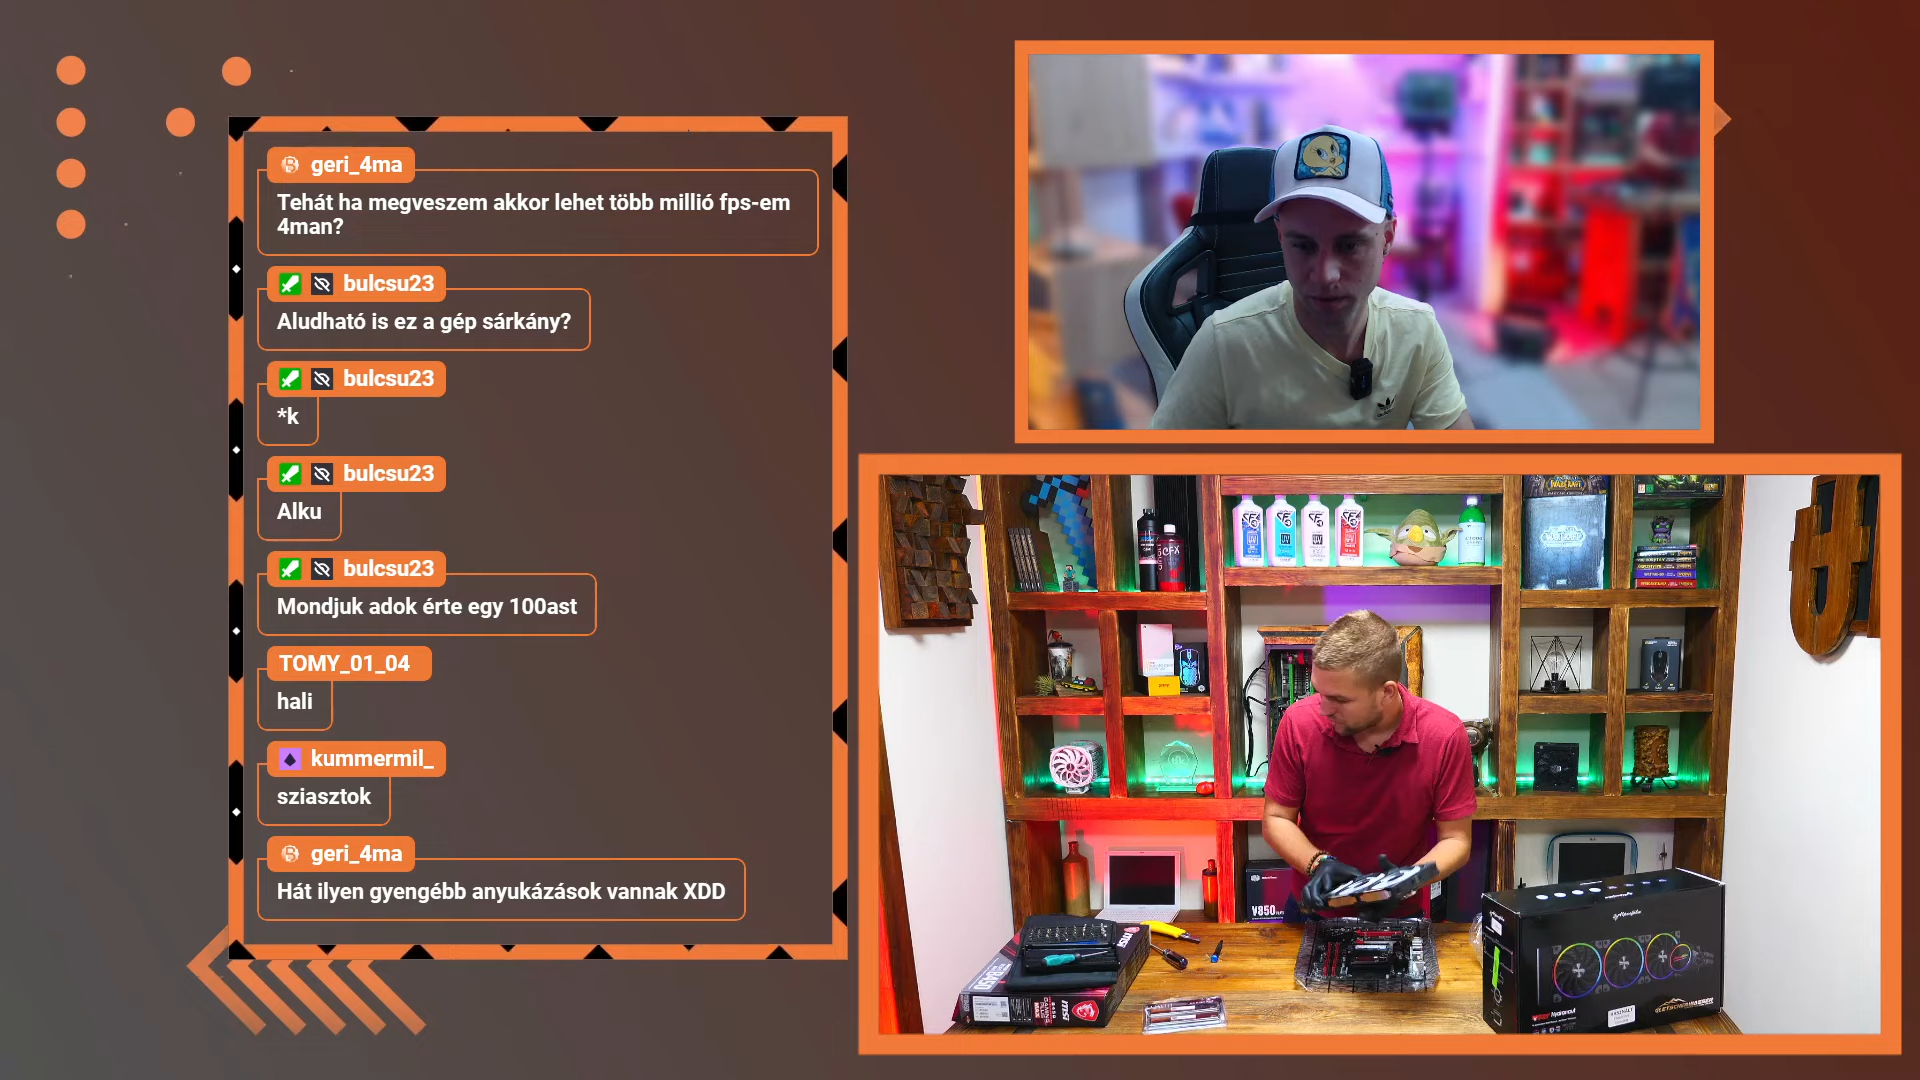 geri_4ma
Tehát ha megveszem akkor lehet több millió fps-em
4man?
bulcsu23
Aludható is ez a gép sárkány?
bulcsu23
*k
bulcsu23
Alku
bulcsu23
Mondjuk adok érte egy 100ast
TOMY_01_04
hali
kummermil_
sziasztok
geri_4ma
Hát ilyen gyengébb anyukázások vannak XDD
V850
msi